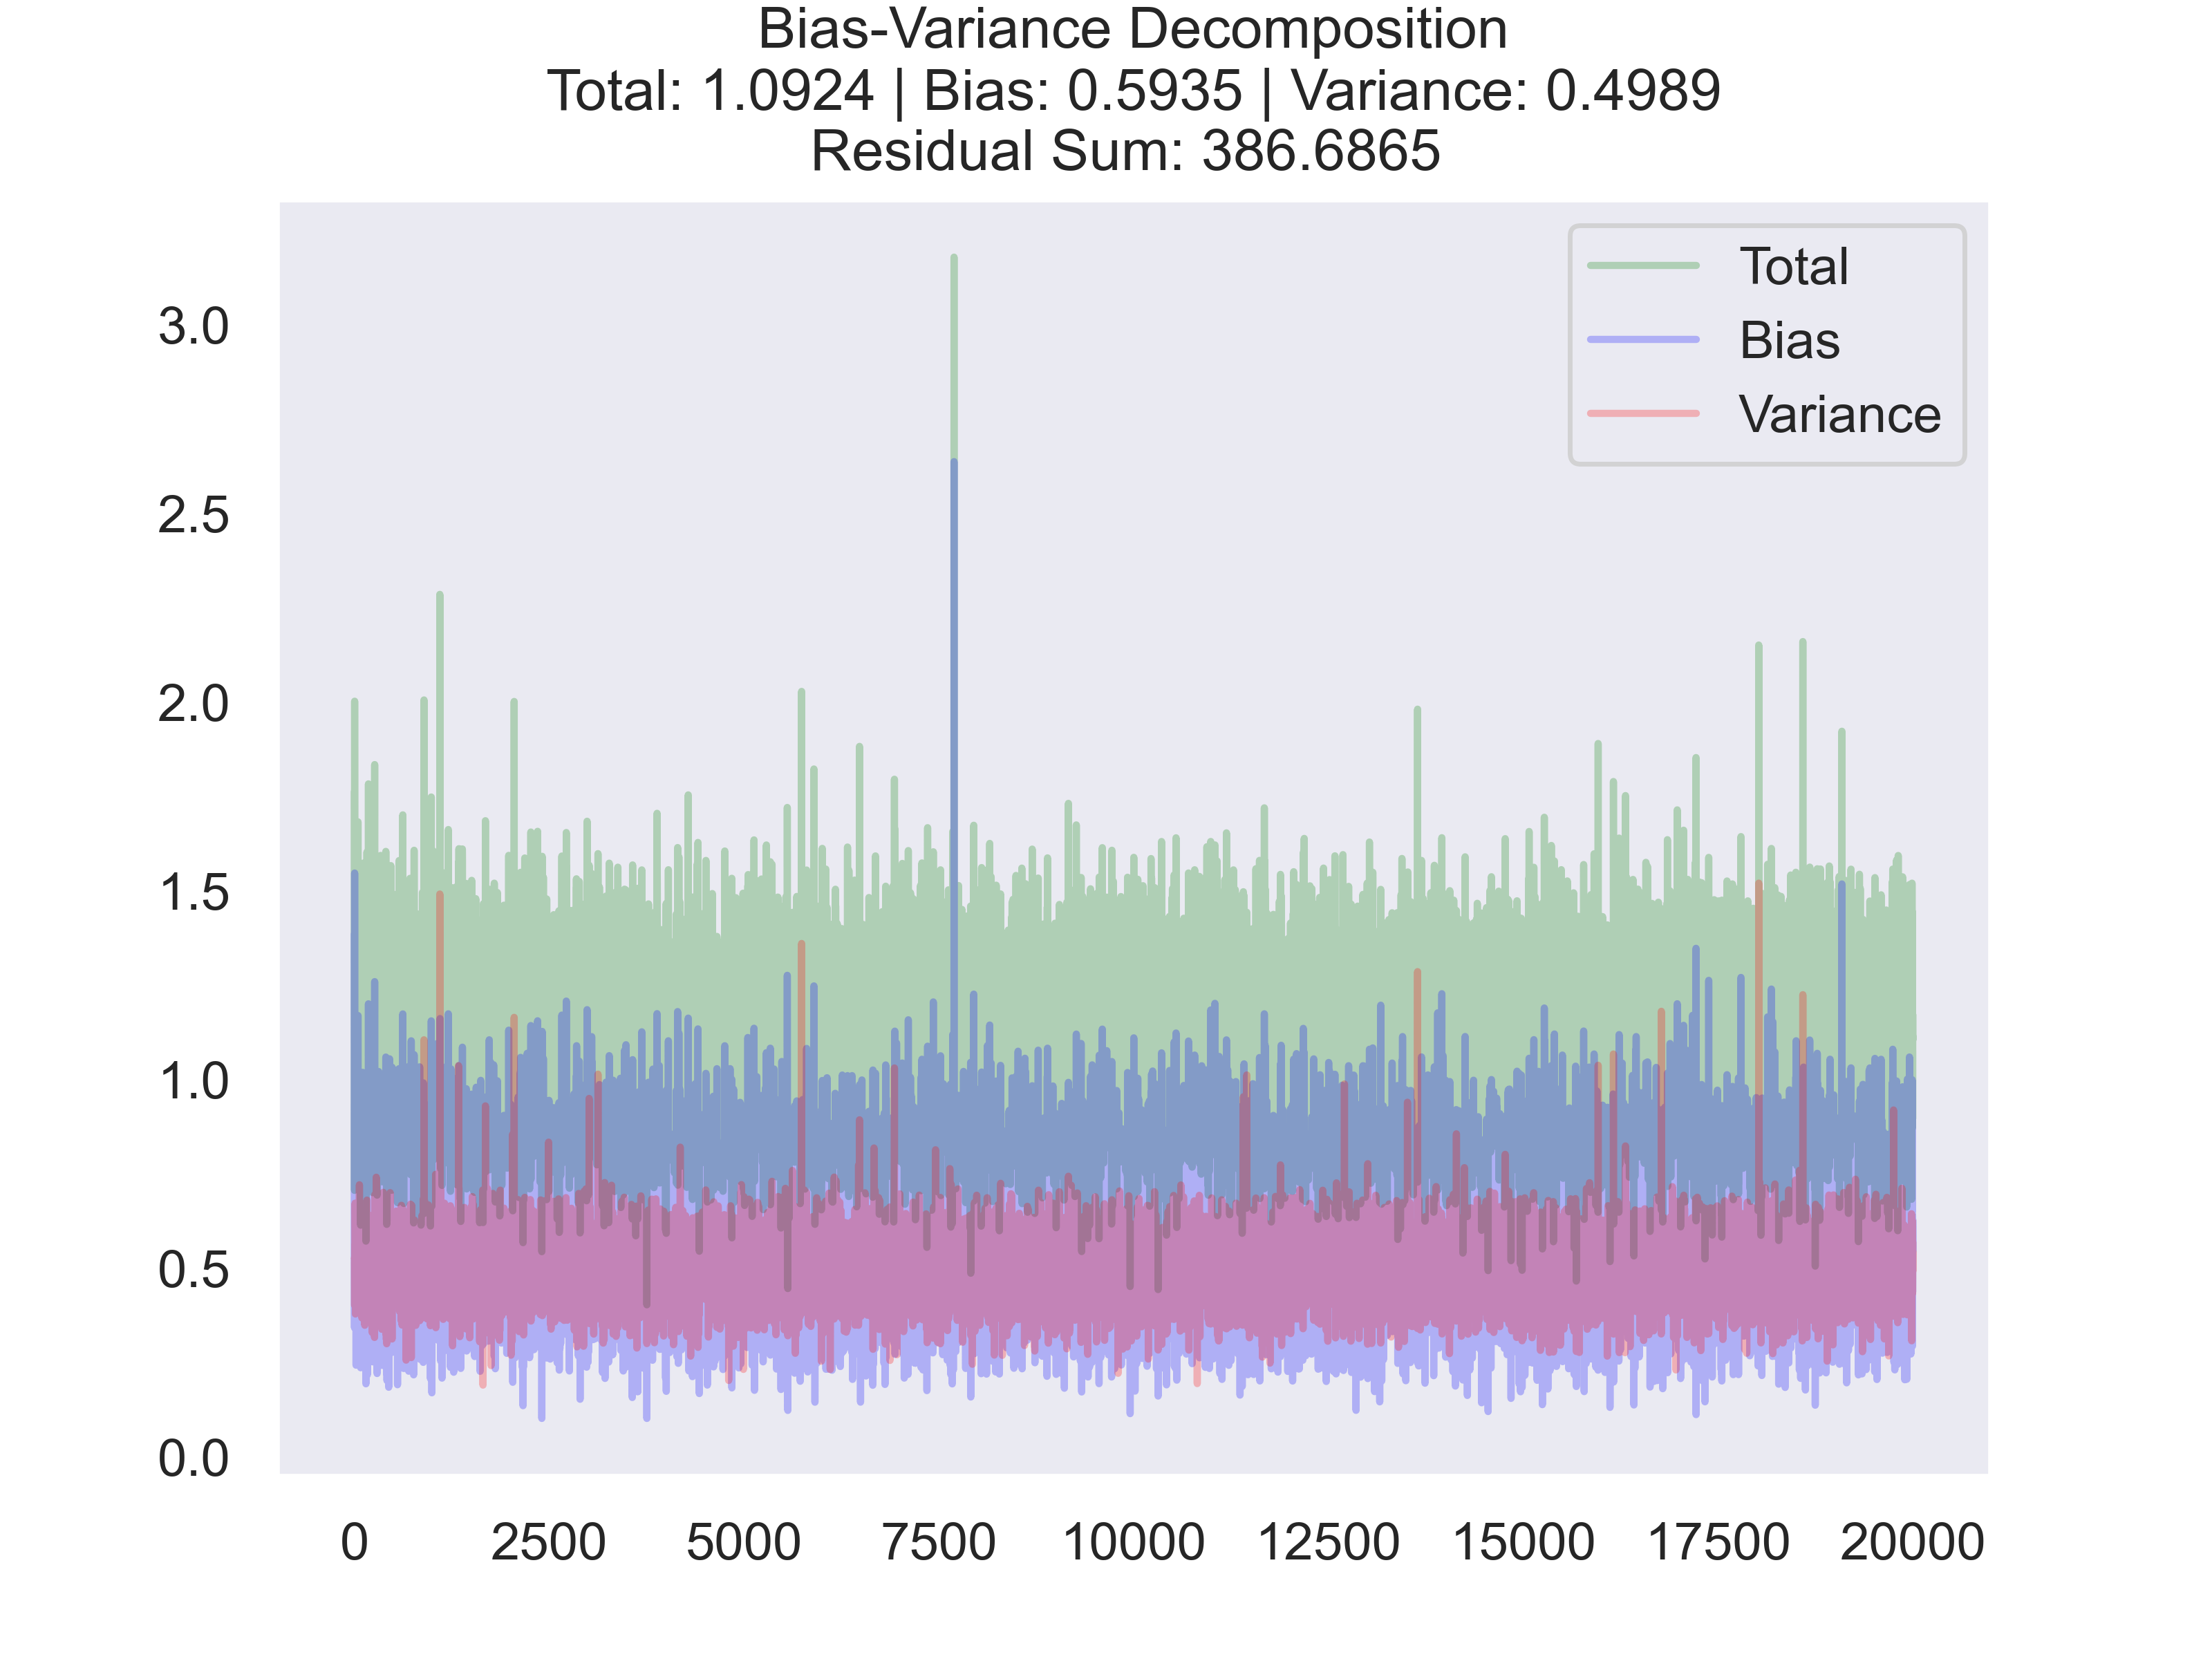 Bias-Variance Decomposition
Total: 1.0924 | Bias: 0.5935 | Variance: 0.4989
Residual Sum: 386.6865
Total
Bias
Variance
3.0
2.5
2.0
1.5
1.0
0.5
0.0
0 2500 5000 7500 10000 12500 15000 17500 20000